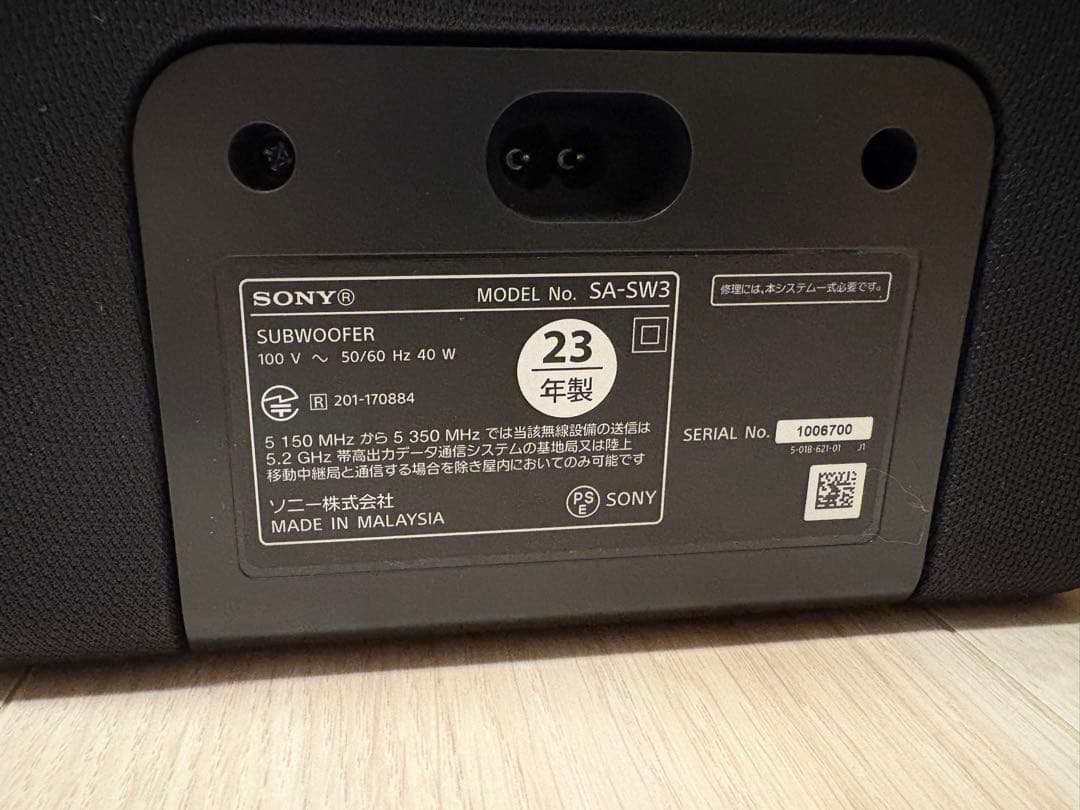 SONY®
MODEL No. SA-SW3
SUBWOOFER
100 V ～ 50/60 Hz 40 W
23
年製
R 201-170884
5 150 MHz から 5 350 MHz では当該無線設備の送信は
5.2 GHz 帯高出力データ通信システムの基地局又は陸上
移動中継局と通信する場合を除き屋内においてのみ可能です
ソニー株式会社
MADE IN MALAYSIA
PS
E
SONY
修理には、本システム一式必要です。
SERIAL No. 1006700
5-018-621-01 J1